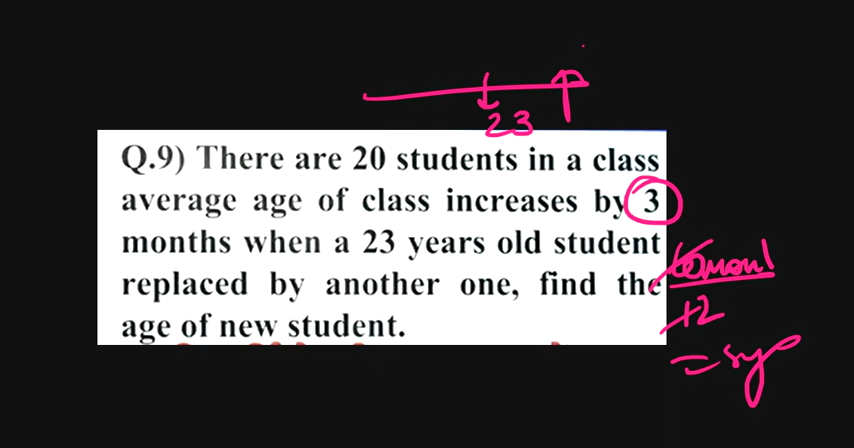 23
Q.9) There are 20 students in a class
average age of class increases by 3
months when a 23 years old student
replaced by another one, find the
age of new student.